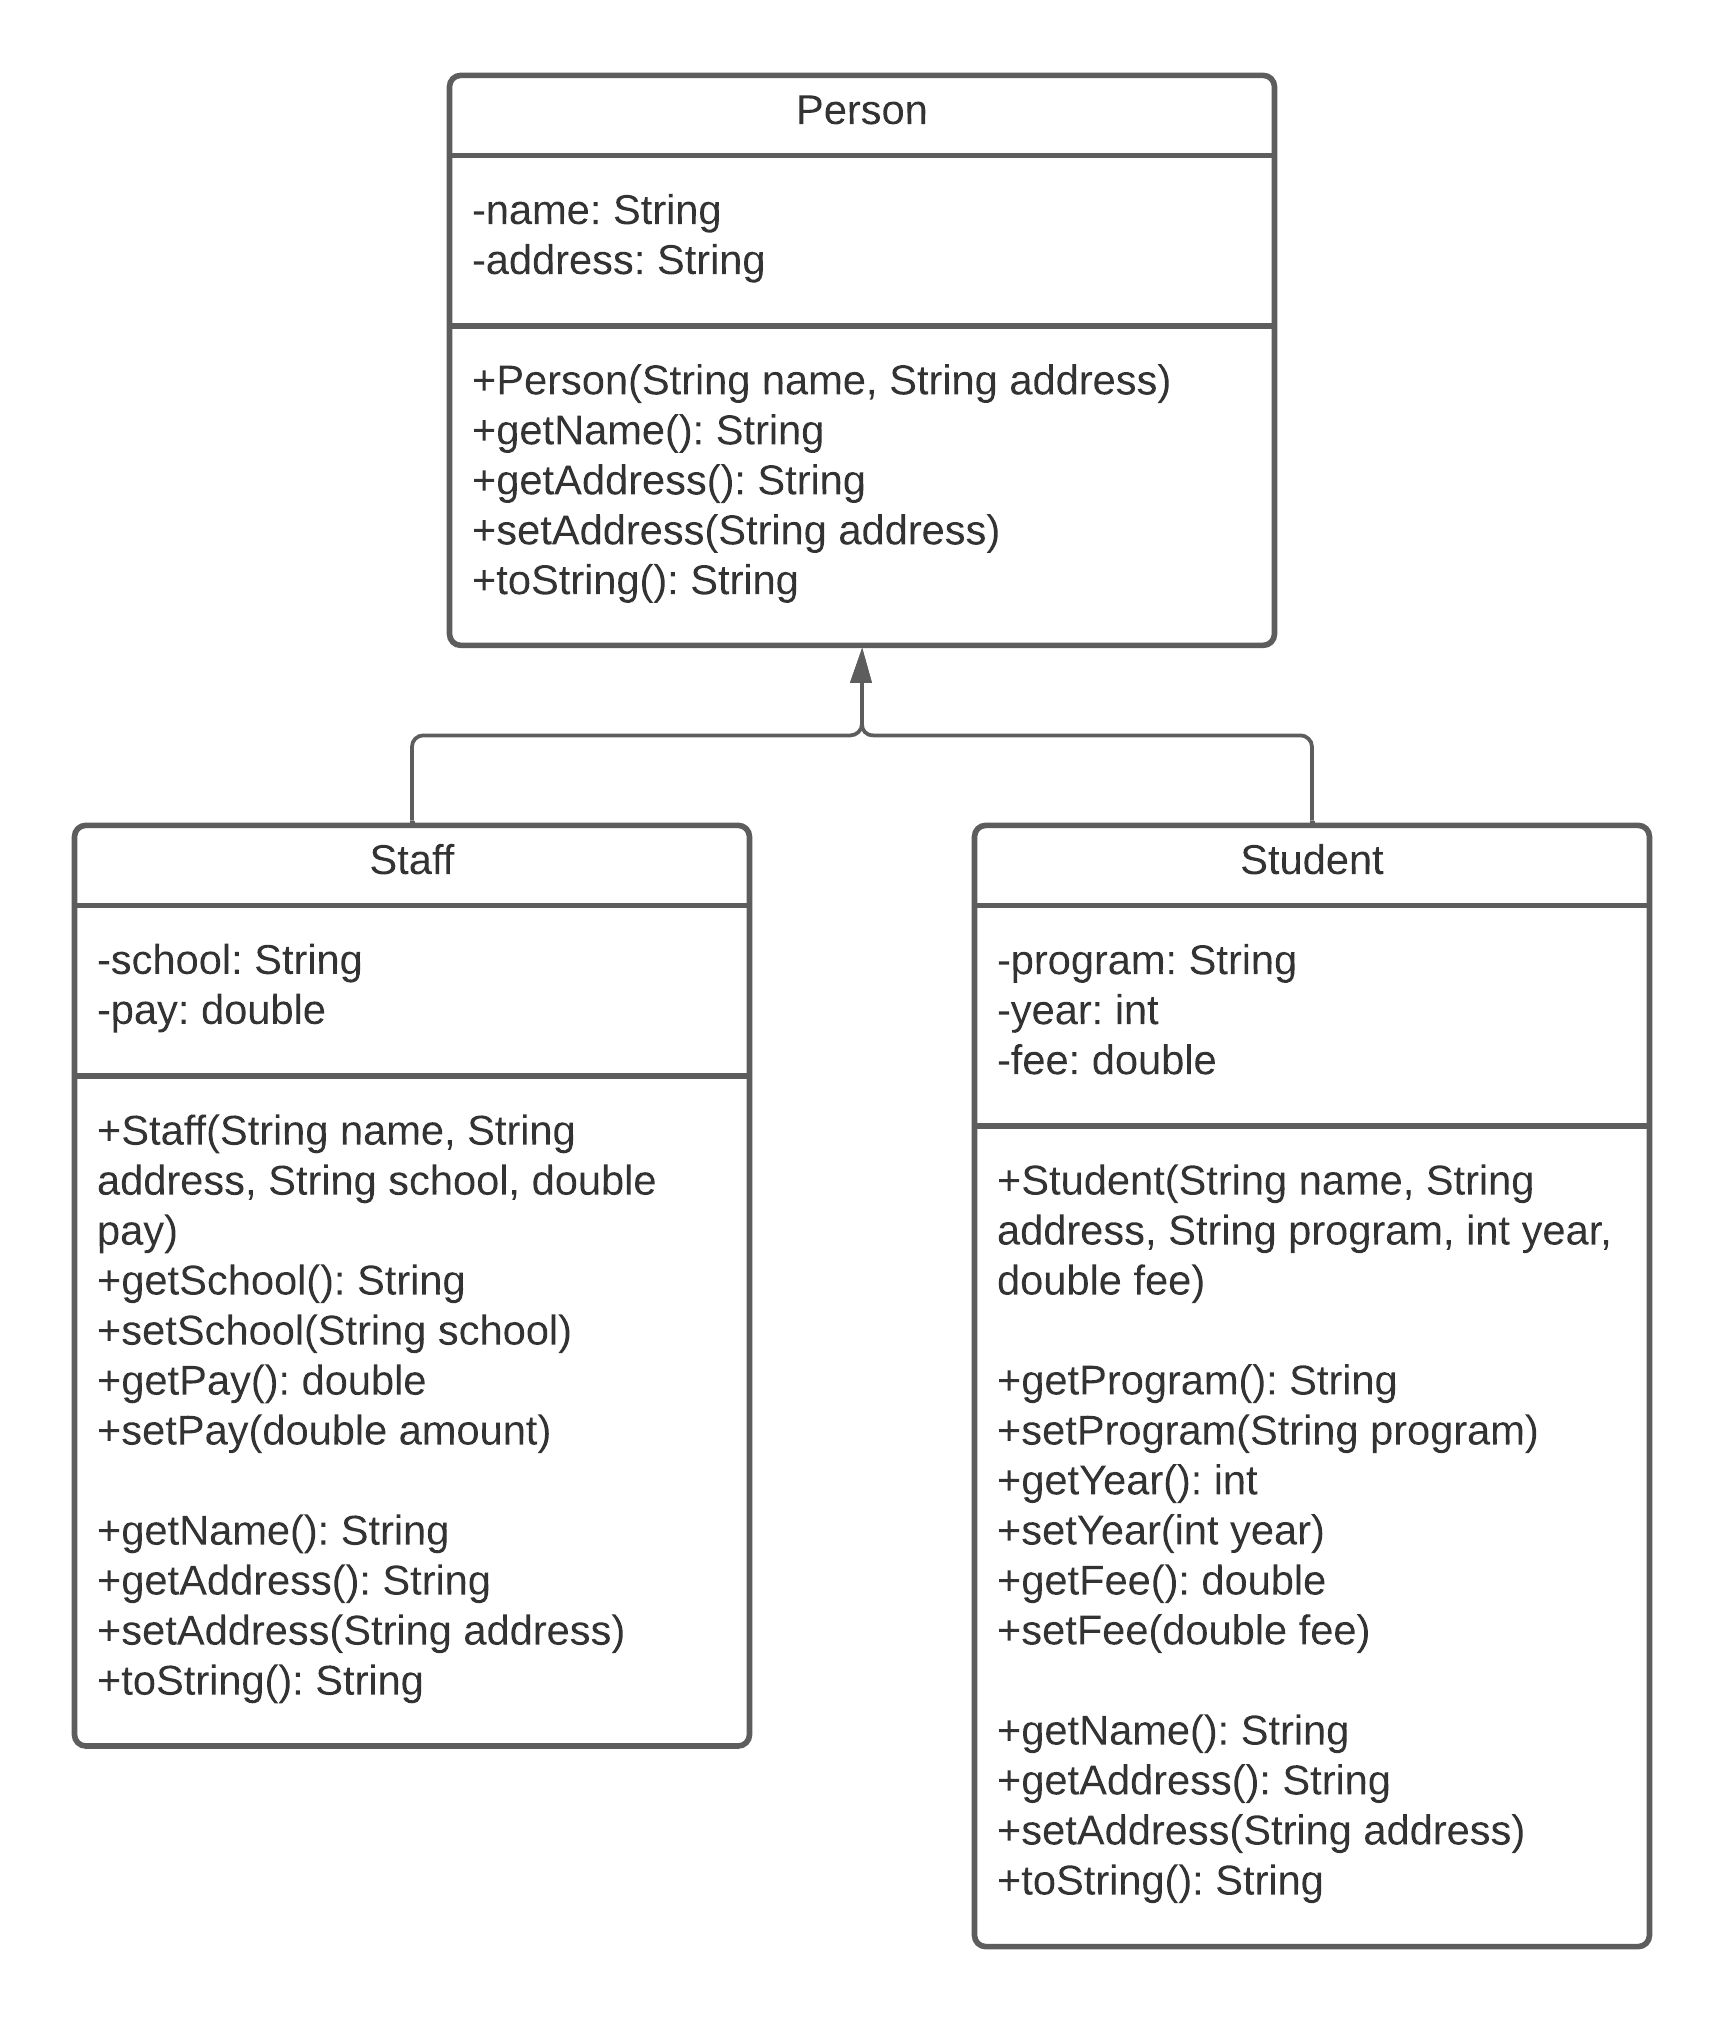 Person
-name: String
-address: String
+Person(String name, String address)
+getName(): String
+getAddress(): String
+setAddress(String address)
+toString(): String
Staff
-school: String
-pay: double
+Staff(String name, String
address, String school, double
pay)
+getSchool(): String
+setSchool(String school)
+getPay(): double
+setPay(double amount)
+getName(): String
+getAddress(): String
+setAddress(String address)
+toString(): String
Student
-program: String
-year: int
-fee: double
+Student(String name, String
address, String program, int year,
double fee)
+getProgram(): String
+setProgram(String program)
+getYear(): int
+setYear(int year)
+getFee(): double
+setFee(double fee)
+getName(): String
+getAddress(): String
+setAddress(String address)
+toString(): String